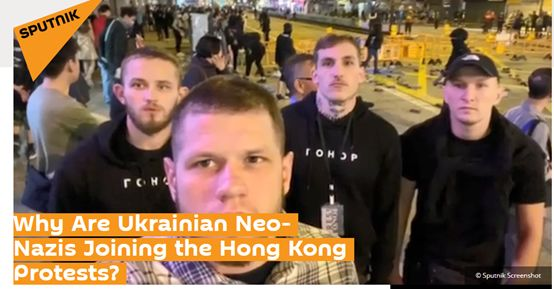 SPUTNIK
ГОНОР
ГОНОР
Why Are Ukrainian Neo-
Nazis Joining the Hong Kong
Protests?
© Sputnik Screenshot